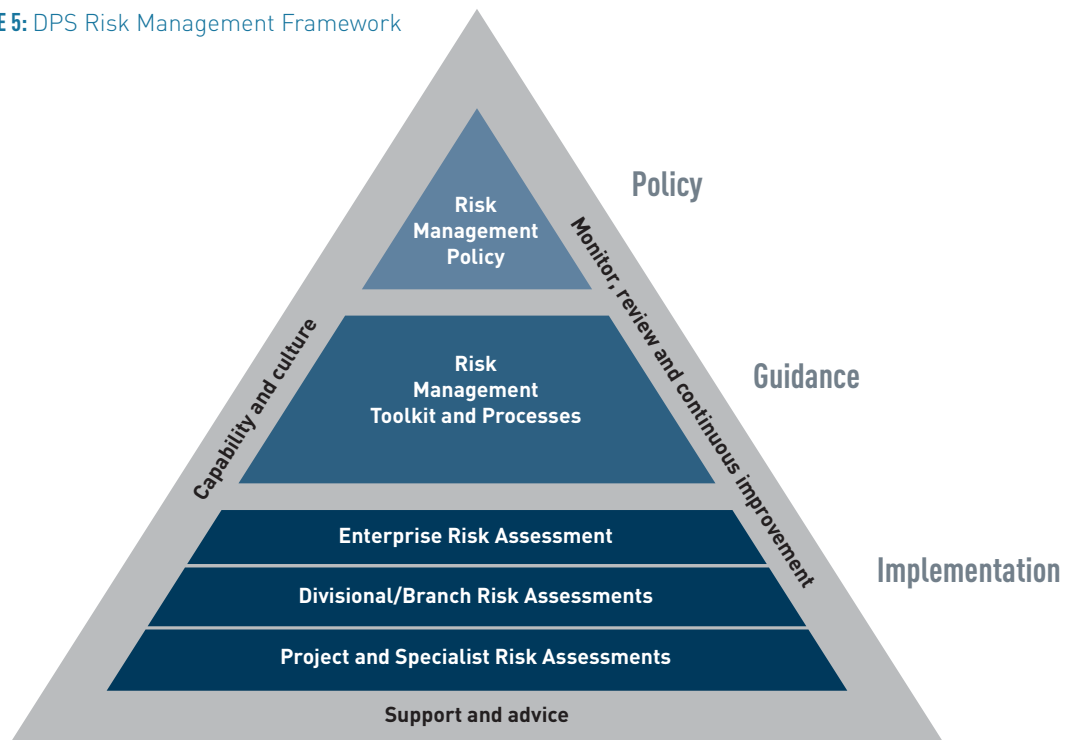 E 5: DPS Risk Management Framework
Risk
Management
Policy
Policy
Monitor, review and continuous improvement
Capability and culture
Risk
Management
Toolkit and Processes
Guidance
Enterprise Risk Assessment
Divisional/Branch Risk Assessments
Project and Specialist Risk Assessments
Implementation
Support and advice